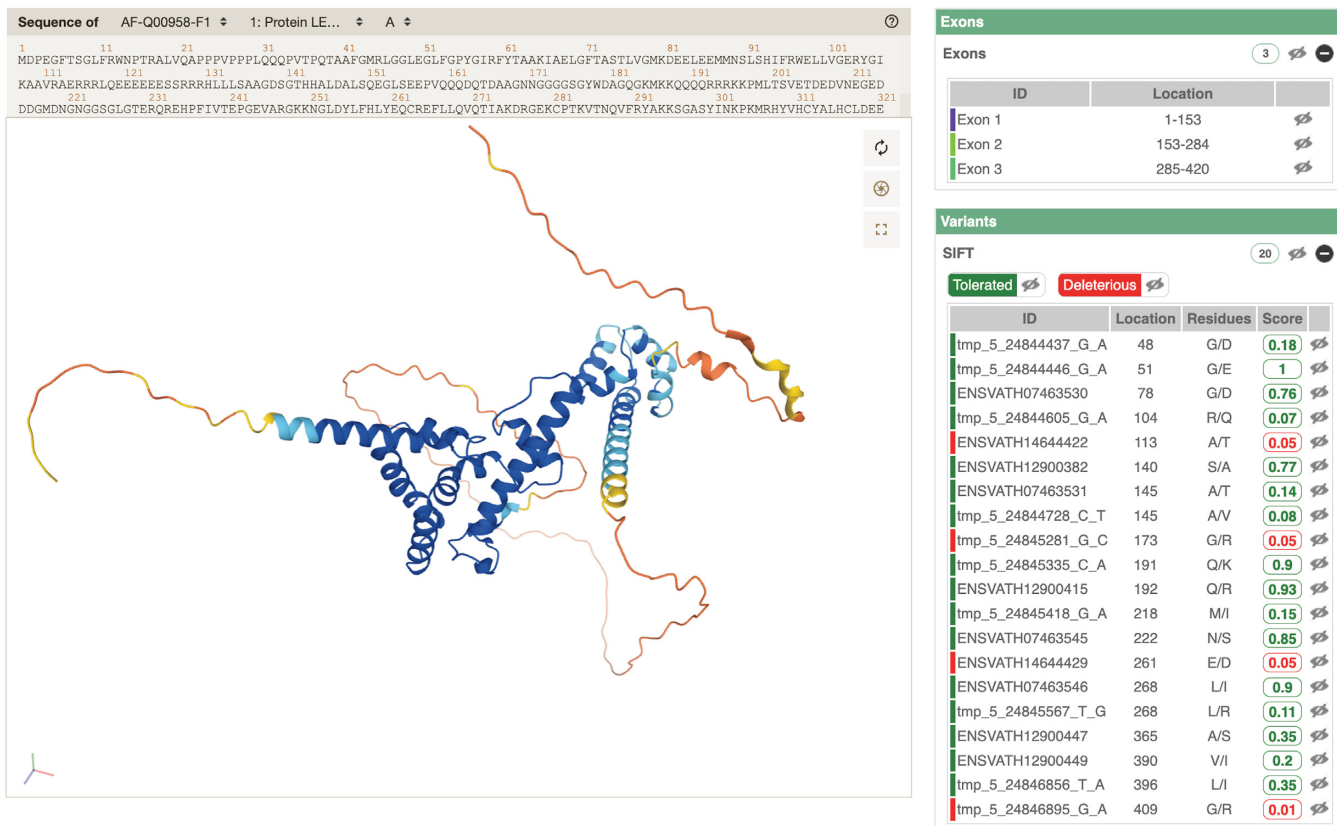 Sequence of AF-Q00958-F1 1: Protein LE... A
1 11 21 31 41 51 61 71 81 91 101
MDPEGFTSGLFRWNPTRALVQAPPPVPPPLQQQPVTPQTAAFGMRLGGLEGLFGPYGIRFYTAAKIAELGFTASTLVGMKDEELEEMMNSLSHIFRWELLVGERYGI
111 121 131 141 151 161 171 181 191 201 211
KAAVRAERRRLQEEEEEESSRRRHLLLSAAGDSGTHHALDALSQEGLSEEPVQQQDQTDAAGNNGGGSGYWDAGQGKMKKQQQQRRRKKPMLTSVETDEDVNEGED
221 231 241 251 261 271 281 291 301 311 321
DDGMDNGNGGSGLGTERQREHPFIVTEPGEVARGKKNGLDYLFHLYEQCREFLLQVQTIAKDRGEKCPTKVTNQVFRYAKKSGASYINKPKMRHYVHCYALHCLDEE
Exons
Exons 3
ID Location
Exon 1 1-153
Exon 2 153-284
Exon 3 285-420
Variants
SIFT 20
Tolerated Deleterious
ID Location Residues Score
tmp_5_24844437_G_A 48 G/D 0.18
tmp_5_24844446_G_A 51 G/E 1
ENSVATH07463530 78 G/D 0.76
tmp_5_24844605_G_A 104 R/Q 0.07
ENSVATH14644422 113 A/T 0.05
ENSVATH12900382 140 S/A 0.77
ENSVATH07463531 145 A/T 0.14
tmp_5_24844728_C_T 145 A/V 0.08
tmp_5_24845281_G_C 173 G/R 0.05
tmp_5_24845335_C_A 191 Q/K 0.9
ENSVATH12900415 192 Q/R 0.93
tmp_5_24845418_G_A 218 M/I 0.15
ENSVATH07463545 222 N/S 0.85
ENSVATH14644429 261 E/D 0.05
ENSVATH07463546 268 L/I 0.9
tmp_5_24845567_T_G 268 L/R 0.11
ENSVATH12900447 365 A/S 0.35
ENSVATH12900449 390 V/I 0.2
tmp_5_24846856_T_A 396 L/I 0.35
tmp_5_24846895_G_A 409 G/R 0.01